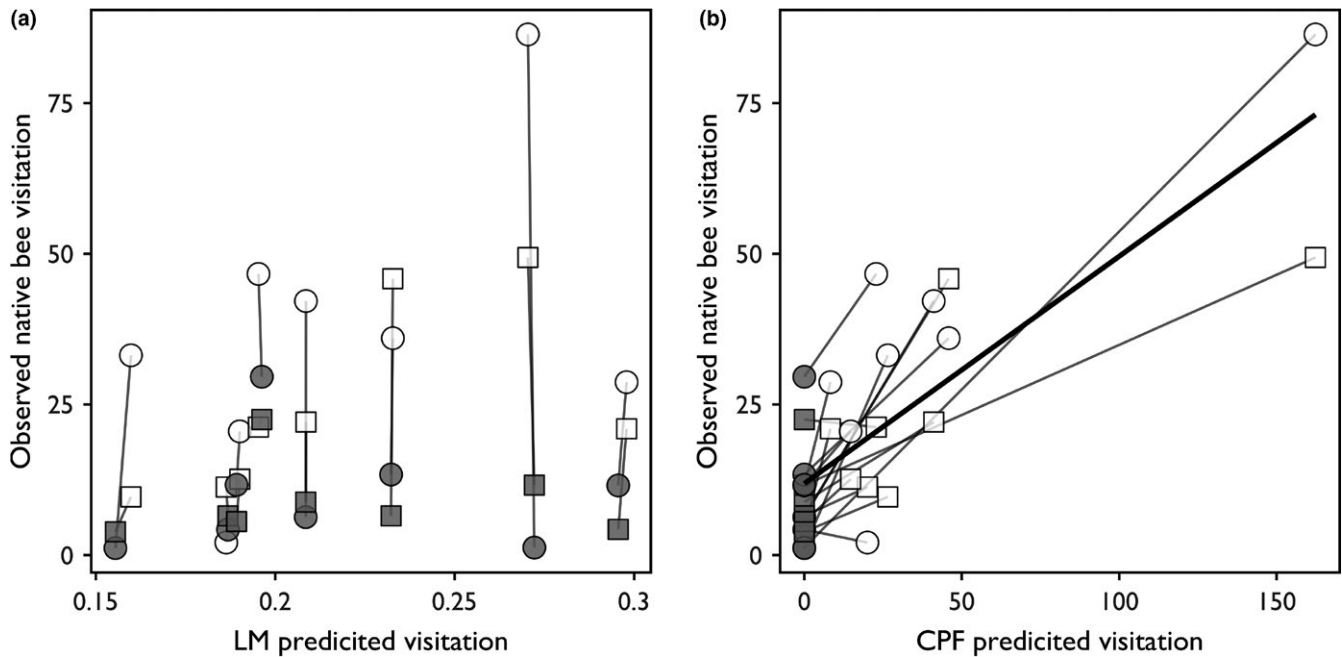 (a)
Observed native bee visitation
75
50
25
0
0.15 0.2 0.25 0.3
LM predicited visitation
(b)
Observed native bee visitation
75
50
25
0
0 50 100 150
CPF predicited visitation